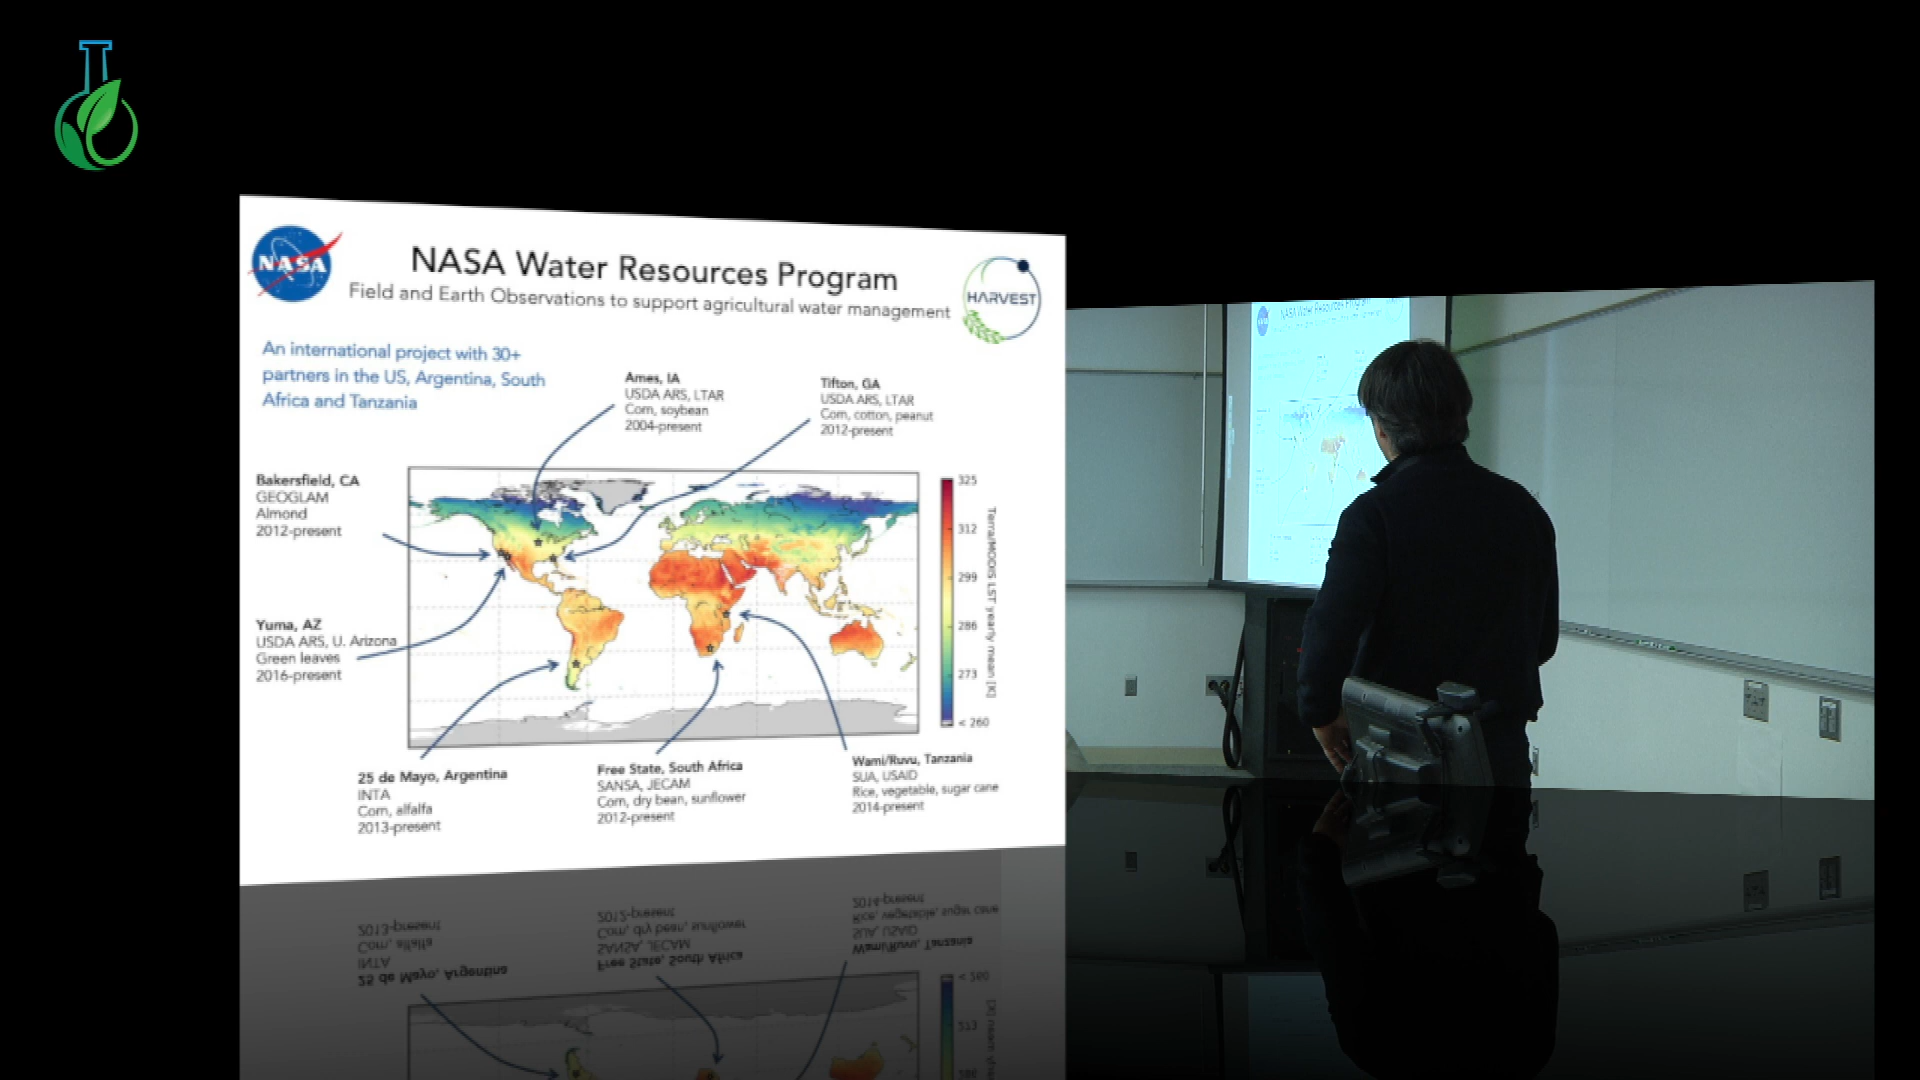 NASA
NASA Water Resources Program
Field and Earth Observations to support agricultural water management
HARVEST
An international project with 30+
partners in the US, Argentina, South
Africa and Tanzania
Ames, IA
USDA ARS, LTAR
Corn, soybean
2004-present
Tifton, GA
USDA ARS, LTAR
Corn, cotton, peanut
2012-present
Bakersfield, CA
GEOGLAM
Almond
2012-present
Yuma, AZ
USDA ARS, U. Arizona
Green leaves
2016-present
325
312
299
286
273
< 260
Terra/MODIS LST yearly mean [K]
25 de Mayo, Argentina
INTA
Corn, alfalfa
2013-present
Free State, South Africa
SANSA, JECAM
Corn, dry bean, sunflower
2012-present
Wami/Ruvu, Tanzania
SUA, USAID
Rice, vegetable, sugar cane
2014-present
NASA Water Resources Program